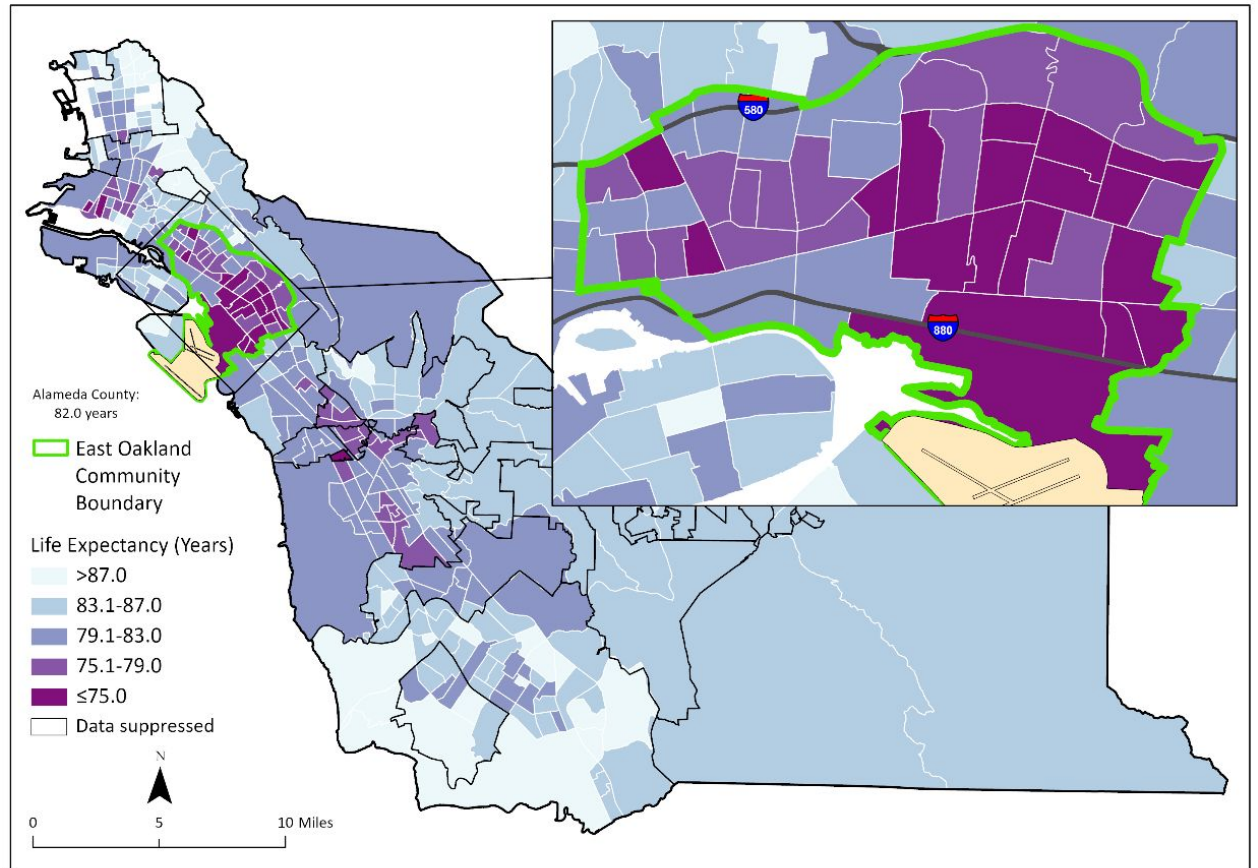 580
880
Alameda County:
82.0 years
East Oakland
Community
Boundary
Life Expectancy (Years)
>87.0
83.1-87.0
79.1-83.0
75.1-79.0
≤75.0
Data suppressed
N
0 5 10 Miles